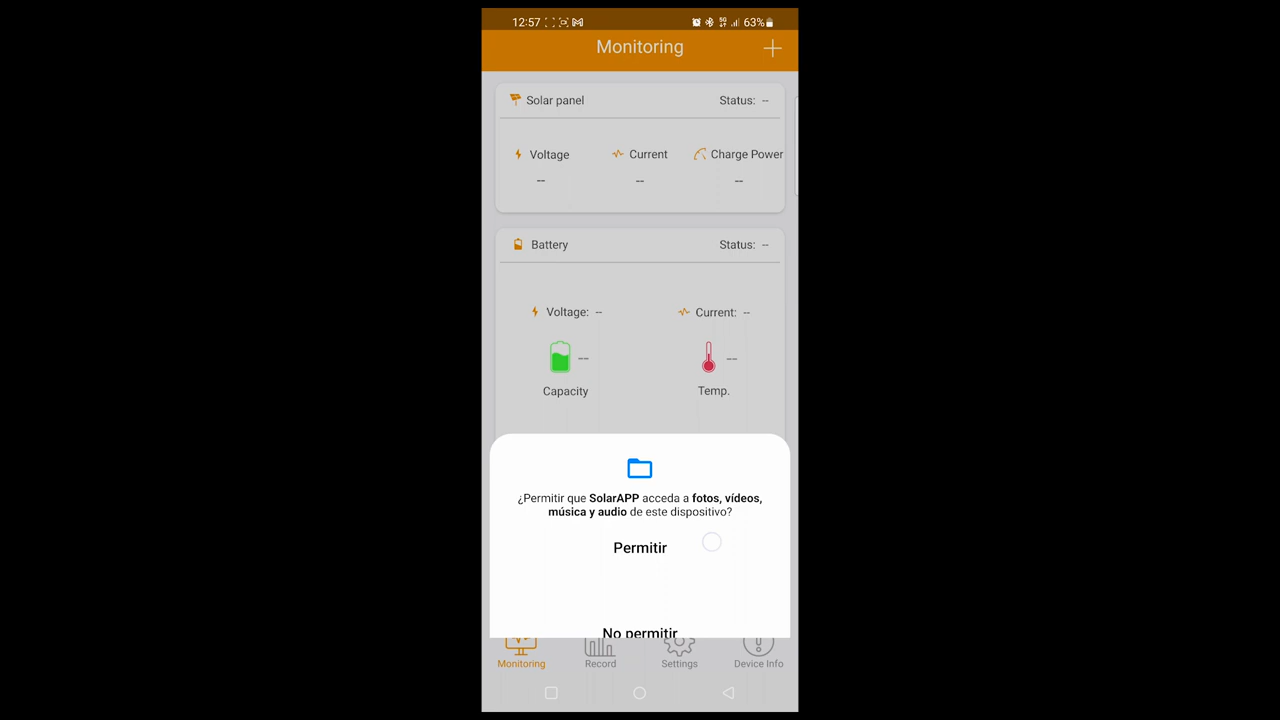 12:57 63%
Monitoring
Solar panel Status: --
Voltage Current Charge Power
-- -- --
Battery Status: --
Voltage: -- Current: --
-- --
Capacity Temp.
¿Permitir que SolarAPP acceda a fotos, vídeos,
música y audio de este dispositivo?
Permitir
No permitir
Monitoring Record Settings Device Info